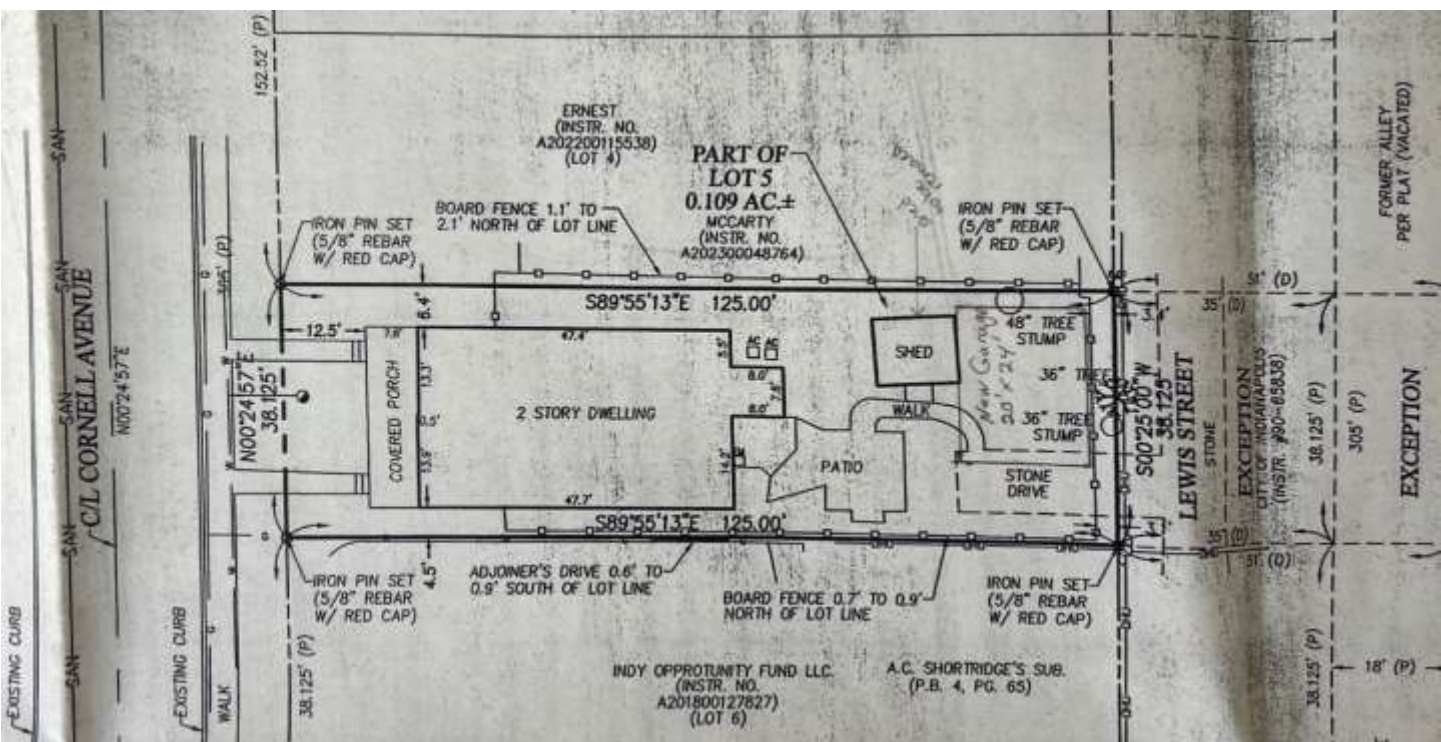 152.52' (P)
ERNEST
(INSTR. NO.
A202200115538)
(LOT 4)
PART OF
LOT 5
0.109 AC.±
MCCARTY
(INSTR. NO.
A202300048764)
BOARD FENCE 1.1' TO
2.1' NORTH OF LOT LINE
IRON PIN SET
(5/8" REBAR
W/ RED CAP)
IRON PIN SET
(5/8" REBAR
W/ RED CAP)
FORMER ALLEY
PER PLAT (VACATED)
SAN
SAN
SAN
SAN
SAN
C/L CORNELL AVENUE
N00°24'57"E
305' (P)
S89°55'13"E 125.00'
6.4'
12.5'
N00°24'57"E
38.125'
7.8'
COVERED PORCH
13.3'
0.5'
13.9'
47.4'
2 STORY DWELLING
47.7'
5.5'
AC
AC
8.0'
7.8'
8.0'
14.2'
SHED
WALK
PATIO
New Garage
20' x 24'
48" TREE
STUMP
36" TREE
36" TREE
STUMP
STONE
DRIVE
S00°25'00"W
38.125'
LEWIS STREET
STONE
EXCEPTION
CITY OF INDIANAPOLIS
(INSTR. #90-85838)
51' (D)
35' (D)
38.125' (P)
305' (P)
EXCEPTION
35' (D)
51' (D)
S89°55'13"E 125.00'
4.5'
IRON PIN SET
(5/8" REBAR
W/ RED CAP)
ADJOINER'S DRIVE 0.6' TO
0.9' SOUTH OF LOT LINE
BOARD FENCE 0.7' TO 0.9'
NORTH OF LOT LINE
IRON PIN SET
(5/8" REBAR
W/ RED CAP)
EXISTING CURB
EXISTING CURB
WALK
38.125' (P)
INDY OPPROTUNITY FUND LLC.
(INSTR. NO.
A201800127827)
(LOT 6)
A.C. SHORTRIDGE'S SUB.
(P.B. 4, PG. 65)
38.125' (P)
18' (P)